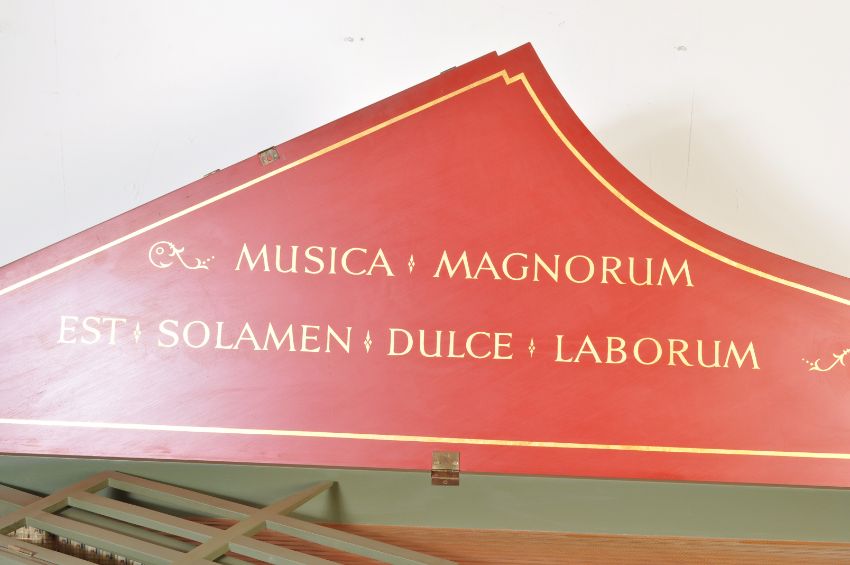 MUSICA MAGNORUM
EST SOLAMEN DULCE LABORUM